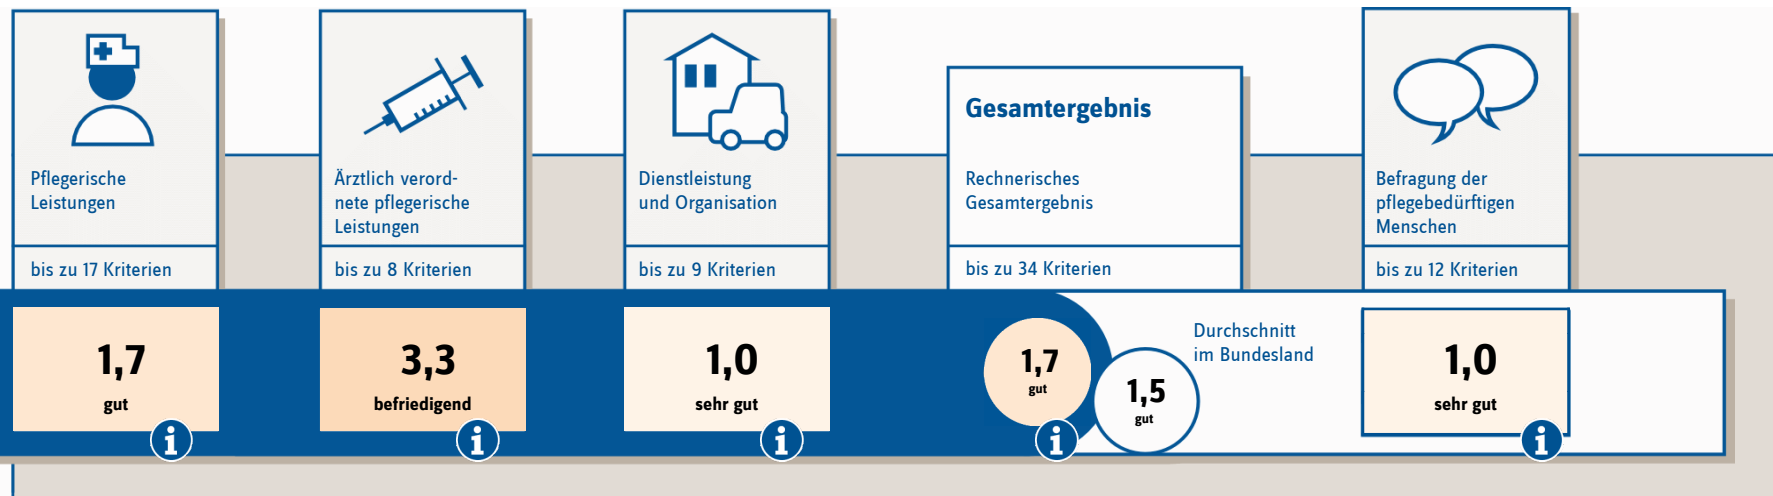 Pflegerische
Leistungen
bis zu 17 Kriterien
1,7
gut
i
Ärztlich verord-
nete pflegerische
Leistungen
bis zu 8 Kriterien
3,3
befriedigend
i
Dienstleistung
und Organisation
bis zu 9 Kriterien
1,0
sehr gut
i
Gesamtergebnis
Rechnerisches
Gesamtergebnis
bis zu 34 Kriterien
1,7
gut
i
1,5
gut
Durchschnitt
im Bundesland
Befragung der
pflegebedürftigen
Menschen
bis zu 12 Kriterien
1,0
sehr gut
i